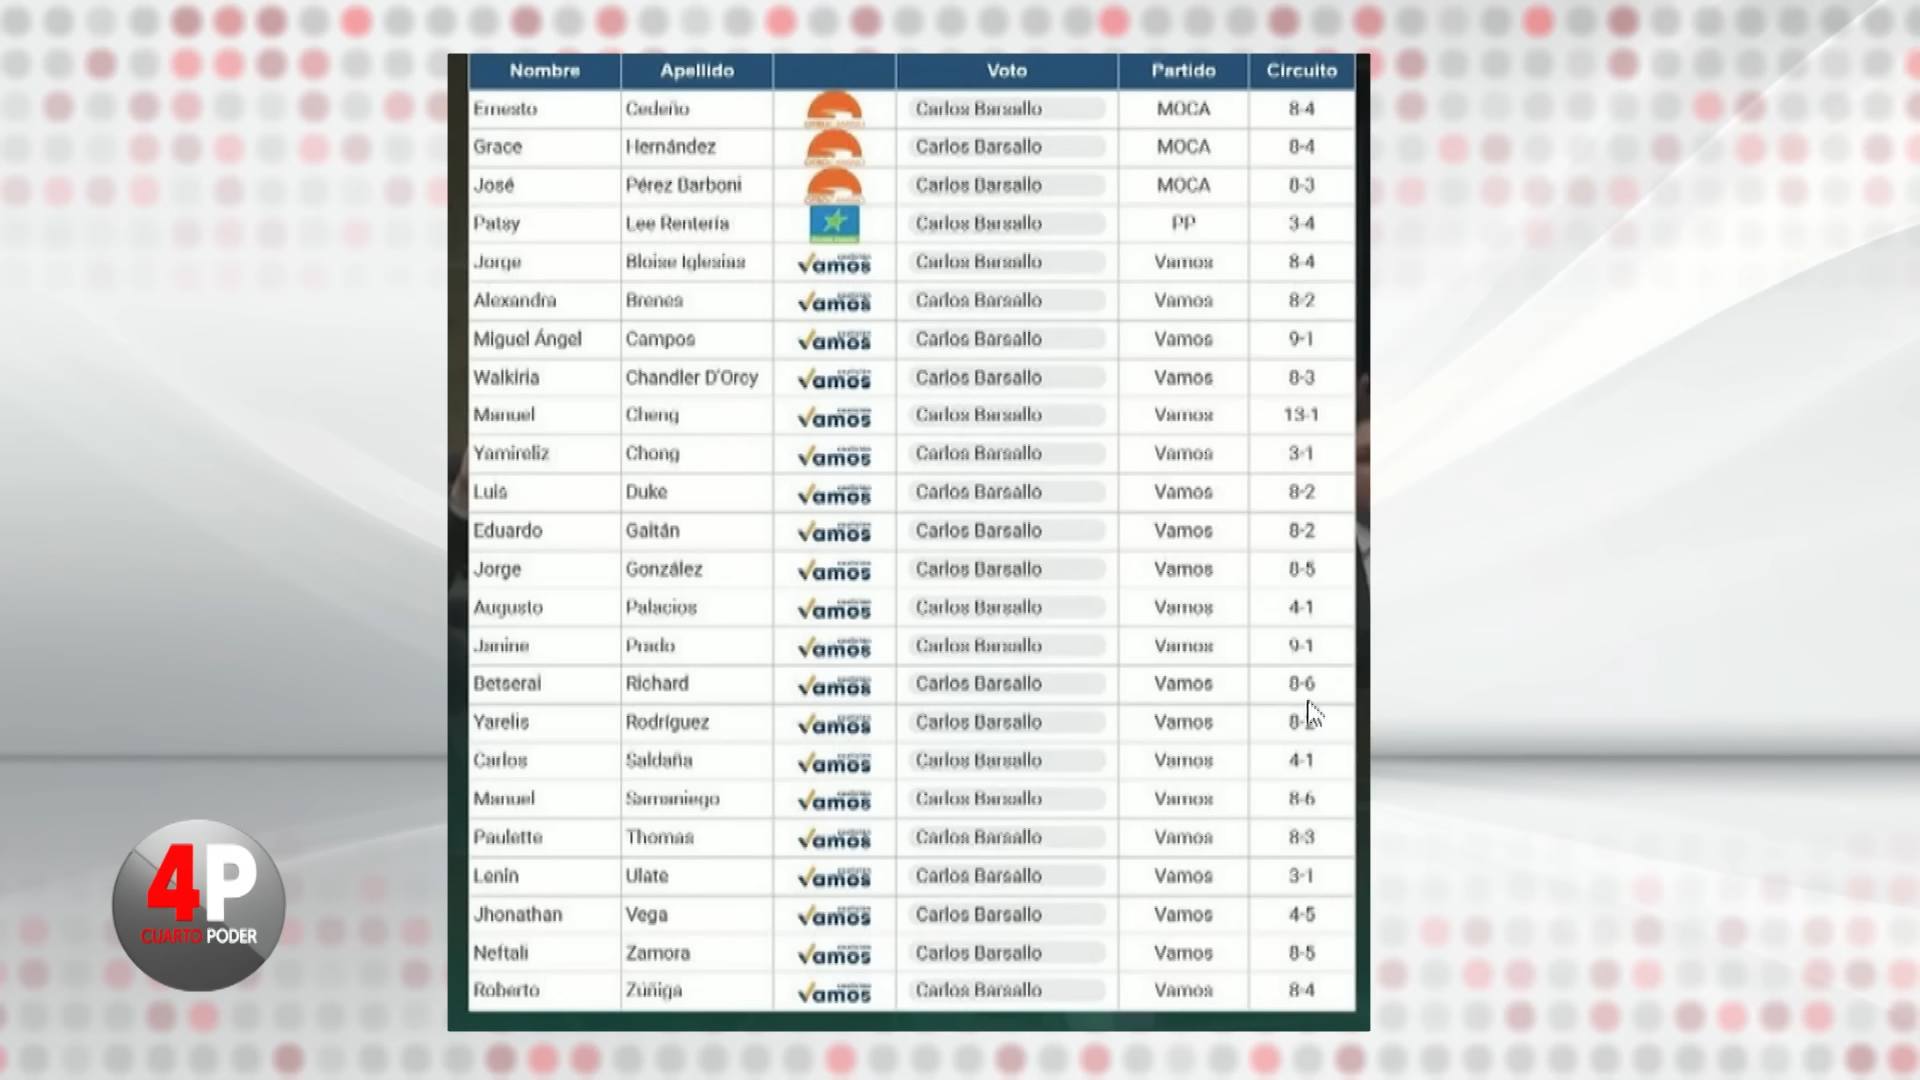 Nombre Apellido Voto Partido Circuito
Ernesto Cedeño Carlos Barsallo MOCA 8-4
Grace Hernández Carlos Barsallo MOCA 8-4
José Pérez Barboni Carlos Barsallo MOCA 8-3
Patsy Lee Rentería Carlos Barsallo PP 3-4
Jorge Bloise Iglesias Vamos Carlos Barsallo Vamos 8-4
Alexandra Brenes Vamos Carlos Barsallo Vamos 8-2
Miguel Ángel Campos Vamos Carlos Barsallo Vamos 9-1
Walkiria Chandler D'Orcy Vamos Carlos Barsallo Vamos 8-3
Manuel Cheng Vamos Carlos Barsallo Vamos 13-1
Yamireliz Chong Vamos Carlos Barsallo Vamos 3-1
Luis Duke Vamos Carlos Barsallo Vamos 8-2
Eduardo Gaitán Vamos Carlos Barsallo Vamos 8-2
Jorge González Vamos Carlos Barsallo Vamos 8-5
Augusto Palacios Vamos Carlos Barsallo Vamos 4-1
Janine Prado Vamos Carlos Barsallo Vamos 9-1
Betserai Richard Vamos Carlos Barsallo Vamos 8-6
Yarelis Rodríguez Vamos Carlos Barsallo Vamos
Carlos Saldaña Vamos Carlos Barsallo Vamos 4-1
Manuel Samaniego Vamos Carlos Barsallo Vamos 8-6
Paulette Thomas Vamos Carlos Barsallo Vamos 8-3
Lenin Ulate Vamos Carlos Barsallo Vamos 3-1
Jhonathan Vega Vamos Carlos Barsallo Vamos 4-5
Neftali Zamora Vamos Carlos Barsallo Vamos 8-5
Roberto Zúñiga Vamos Carlos Barsallo Vamos 8-4
4P
CUARTO PODER